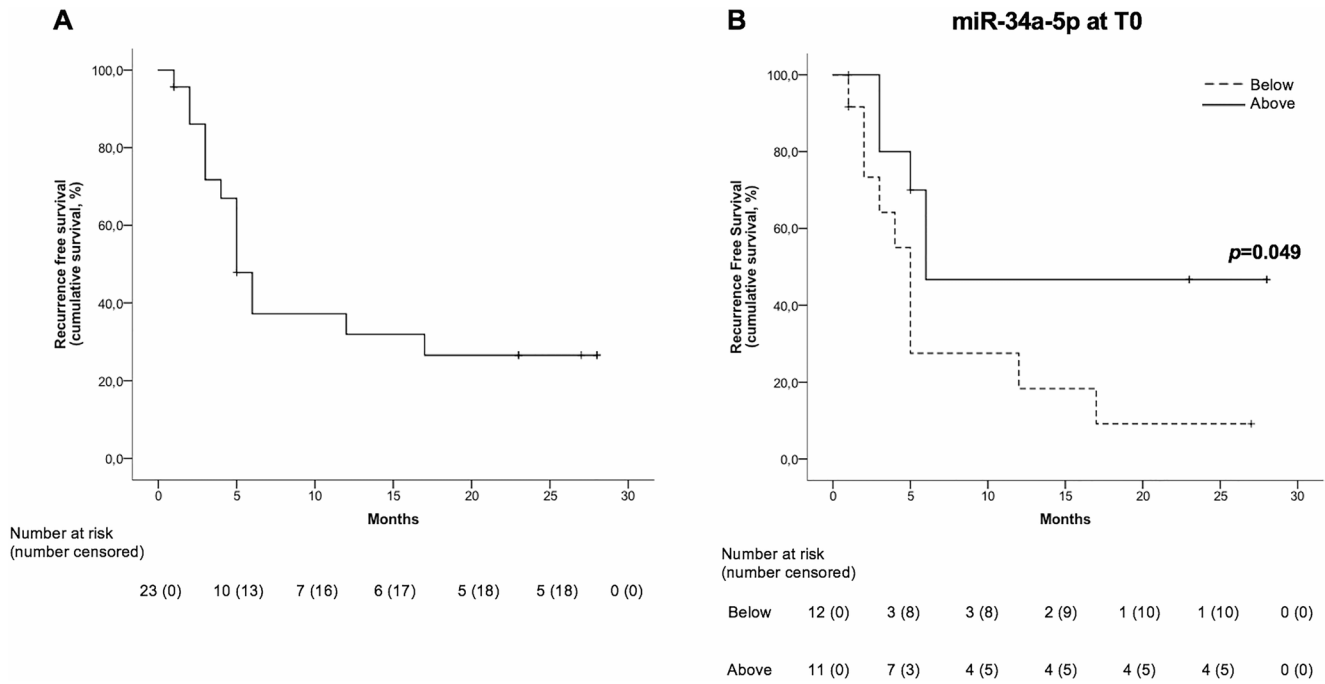 A
Recurrence free survival
(cumulative survival, %)
100,0
80,0
60,0
40,0
20,0
0,0
0 5 10 15 20 25 30
Months
Number at risk
(number censored)
23 (0) 10 (13) 7 (16) 6 (17) 5 (18) 5 (18) 0 (0)
B
miR-34a-5p at T0
Recurrence Free Survival
(cumulative survival, %)
100,0
80,0
60,0
40,0
20,0
0,0
Below
Above
p=0.049
0 5 10 15 20 25 30
Months
Number at risk
(number censored)
Below 12 (0) 3 (8) 3 (8) 2 (9) 1 (10) 1 (10) 0 (0)
Above 11 (0) 7 (3) 4 (5) 4 (5) 4 (5) 4 (5) 0 (0)